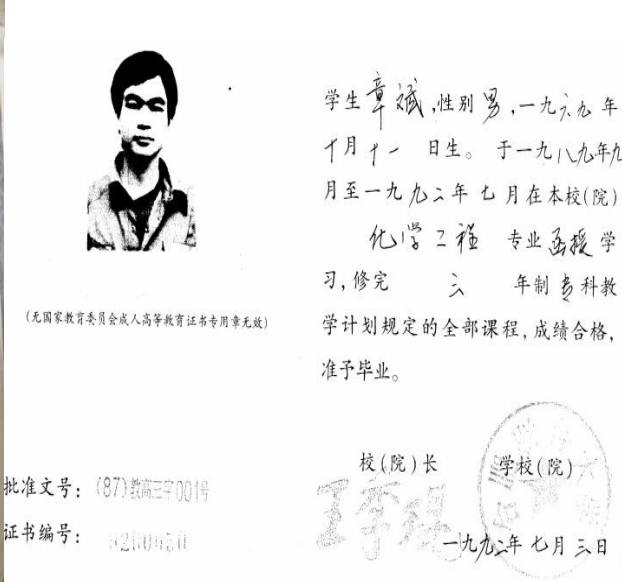 学生章斌,性别男,一九六九年
十月十一日生。于一九八九年九
月至一九九二年七月在本校(院)
化学工程 专业函授学
习,修完 三 年制专科教
学计划规定的全部课程,成绩合格,
准予毕业。
(无国家教育委员会成人高等教育证书专用章无效)
校(院)长 学校(院)
批准文号:(87)教高三字001号
证书编号:
一九九二年七月三日